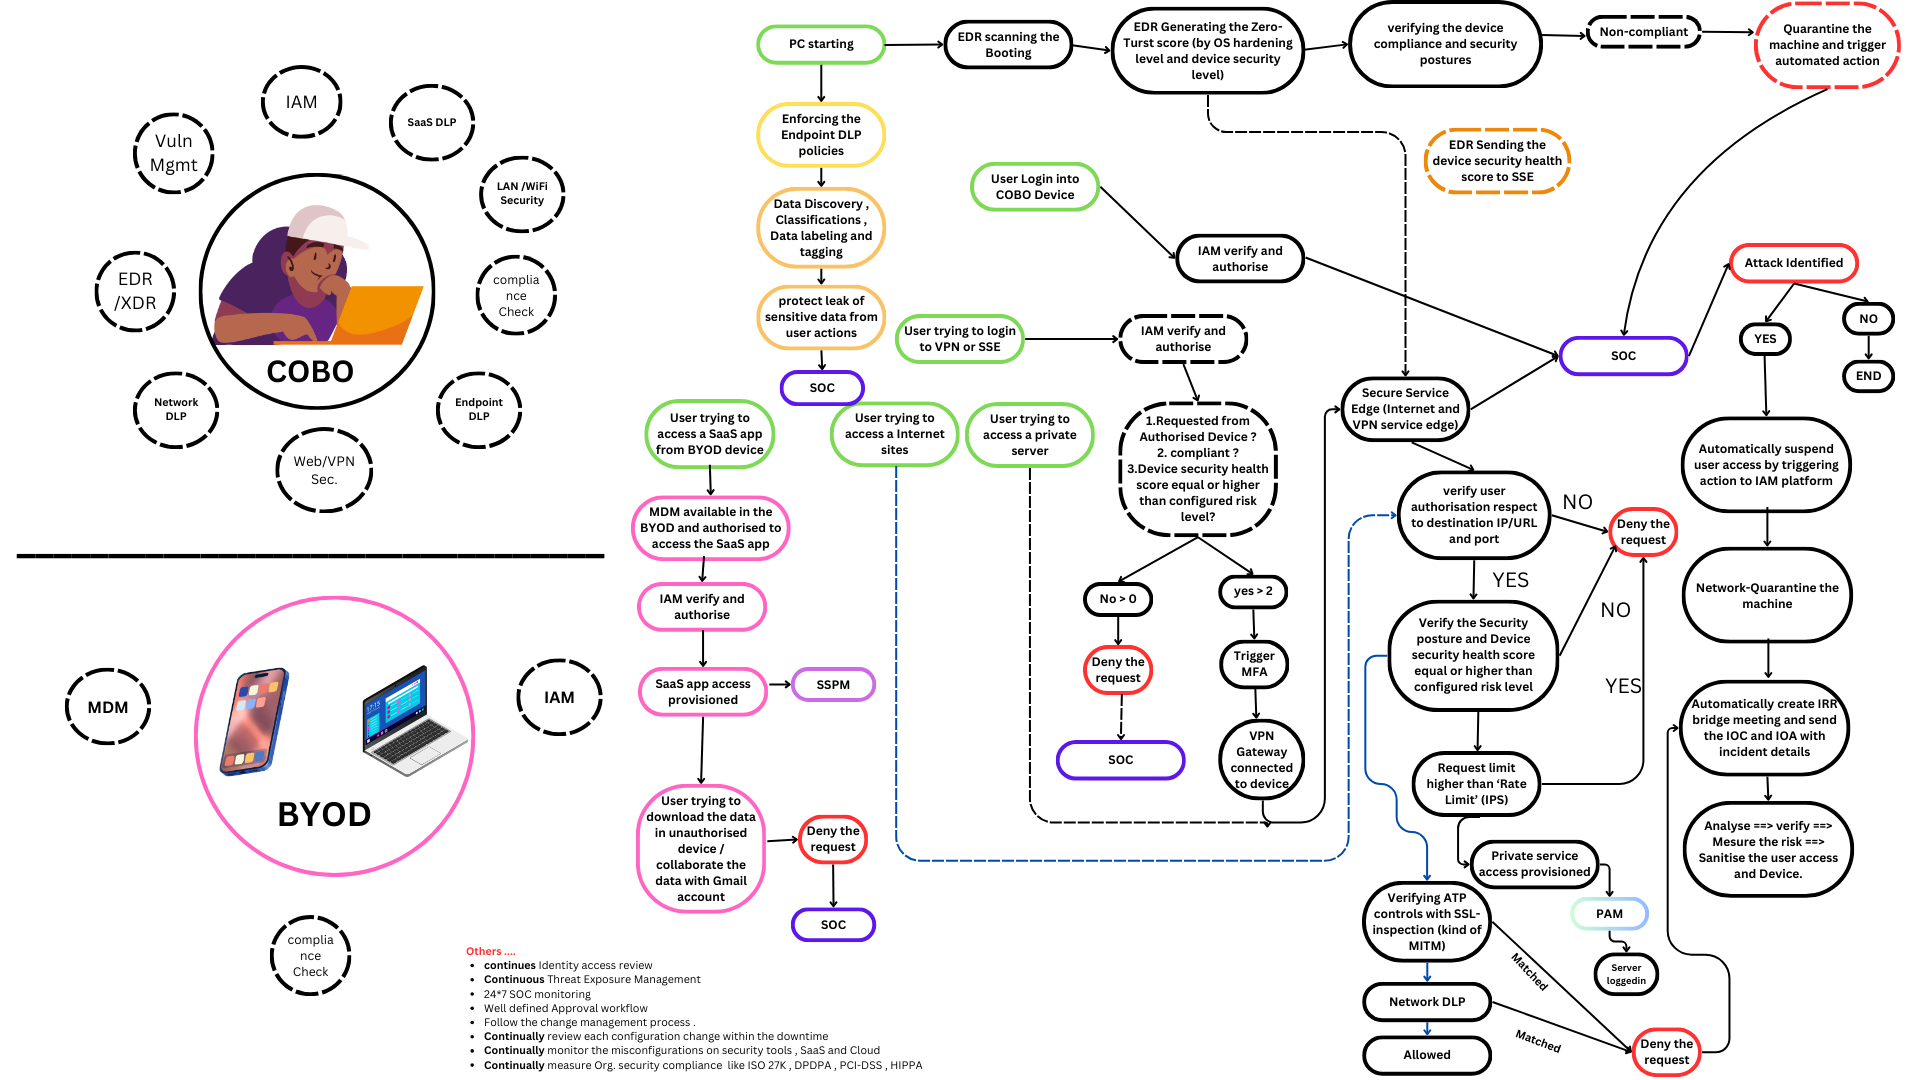 IAM
SaaS DLP
Vuln
Mgmt
LAN /WiFi
Security
EDR
/XDR
complia
nce
Check
COBO
Network
DLP
Endpoint
DLP
Web/VPN
Sec.
MDM
IAM
BYOD
complia
nce
Check
PC starting
EDR scanning the
Booting
EDR Generating the Zero-
Turst score (by OS hardening
level and device security
level)
verifying the device
compliance and security
postures
Non-compliant
Quarantine the
machine and trigger
automated action
Enforcing the
Endpoint DLP
policies
Data Discovery ,
Classifications ,
Data labeling and
tagging
protect leak of
sensitive data from
user actions
SOC
EDR Sending the
device security health
score to SSE
User Login into
COBO Device
IAM verify and
authorise
User trying to login
to VPN or SSE
IAM verify and
authorise
SOC
Attack Identified
YES
NO
END
User trying to
access a SaaS app
from BYOD device
User trying to
access a Internet
sites
User trying to
access a private
server
1.Requested from
Authorised Device ?
2. compliant ?
3.Device security health
score equal or higher
than configured risk
level?
Secure Service
Edge (Internet and
VPN service edge)
Automatically suspend
user access by triggering
action to IAM platform
MDM available in the
BYOD and authorised to
access the SaaS app
verify user
authorisation respect
to destination IP/URL
and port
NO
Deny the
request
YES
NO
IAM verify and
authorise
No > 0
yes > 2
Network-Quarantine the
machine
Deny the
request
Trigger
MFA
Verify the Security
posture and Device
security health score
equal or higher than
configured risk level
YES
SaaS app access
provisioned
SSPM
SOC
VPN
Gateway
connected
to device
Automatically create IRR
bridge meeting and send
the IOC and IOA with
incident details
Request limit
higher than ‘Rate
Limit’ (IPS)
User trying to
download the data
in unauthorised
device /
collaborate the
data with Gmail
account
Deny the
request
SOC
Analyse ==> verify ==>
Mesure the risk ==>
Sanitise the user access
and Device.
Private service
access provisioned
PAM
Server
loggedin
Verifying ATP
controls with SSL-
inspection (kind of
MITM)
Matched
Network DLP
Matched
Deny the
request
Allowed
Others ....
• continues Identity access review
• Continuous Threat Exposure Management
• 24*7 SOC monitoring
• Well defined Approval workflow
• Follow the change management process .
• Continually review each configuration change within the downtime
• Continually monitor the misconfigurations on security tools , SaaS and Cloud
• Continually measure Org. security compliance like ISO 27K , DPDPA , PCI-DSS , HIPPA